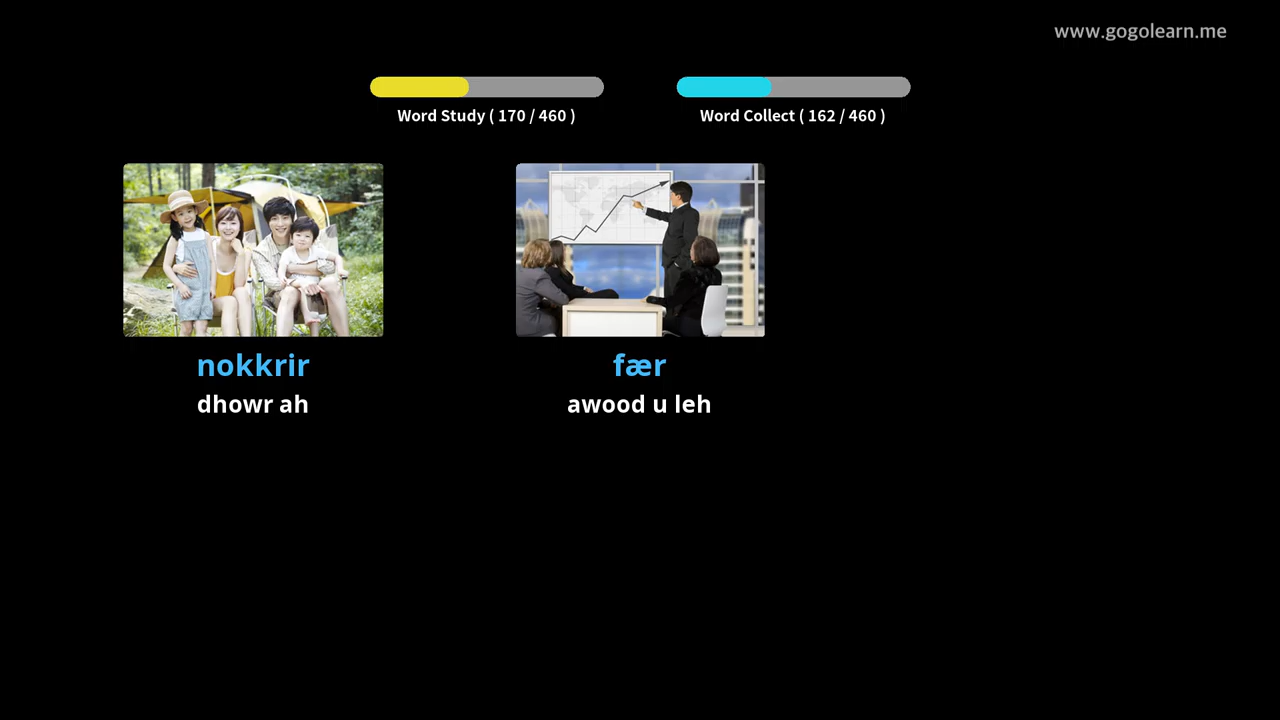 www.gogolearn.me
Word Study ( 170 / 460 )
Word Collect ( 162 / 460 )
nokkrir
dhowr ah
fær
awood u leh